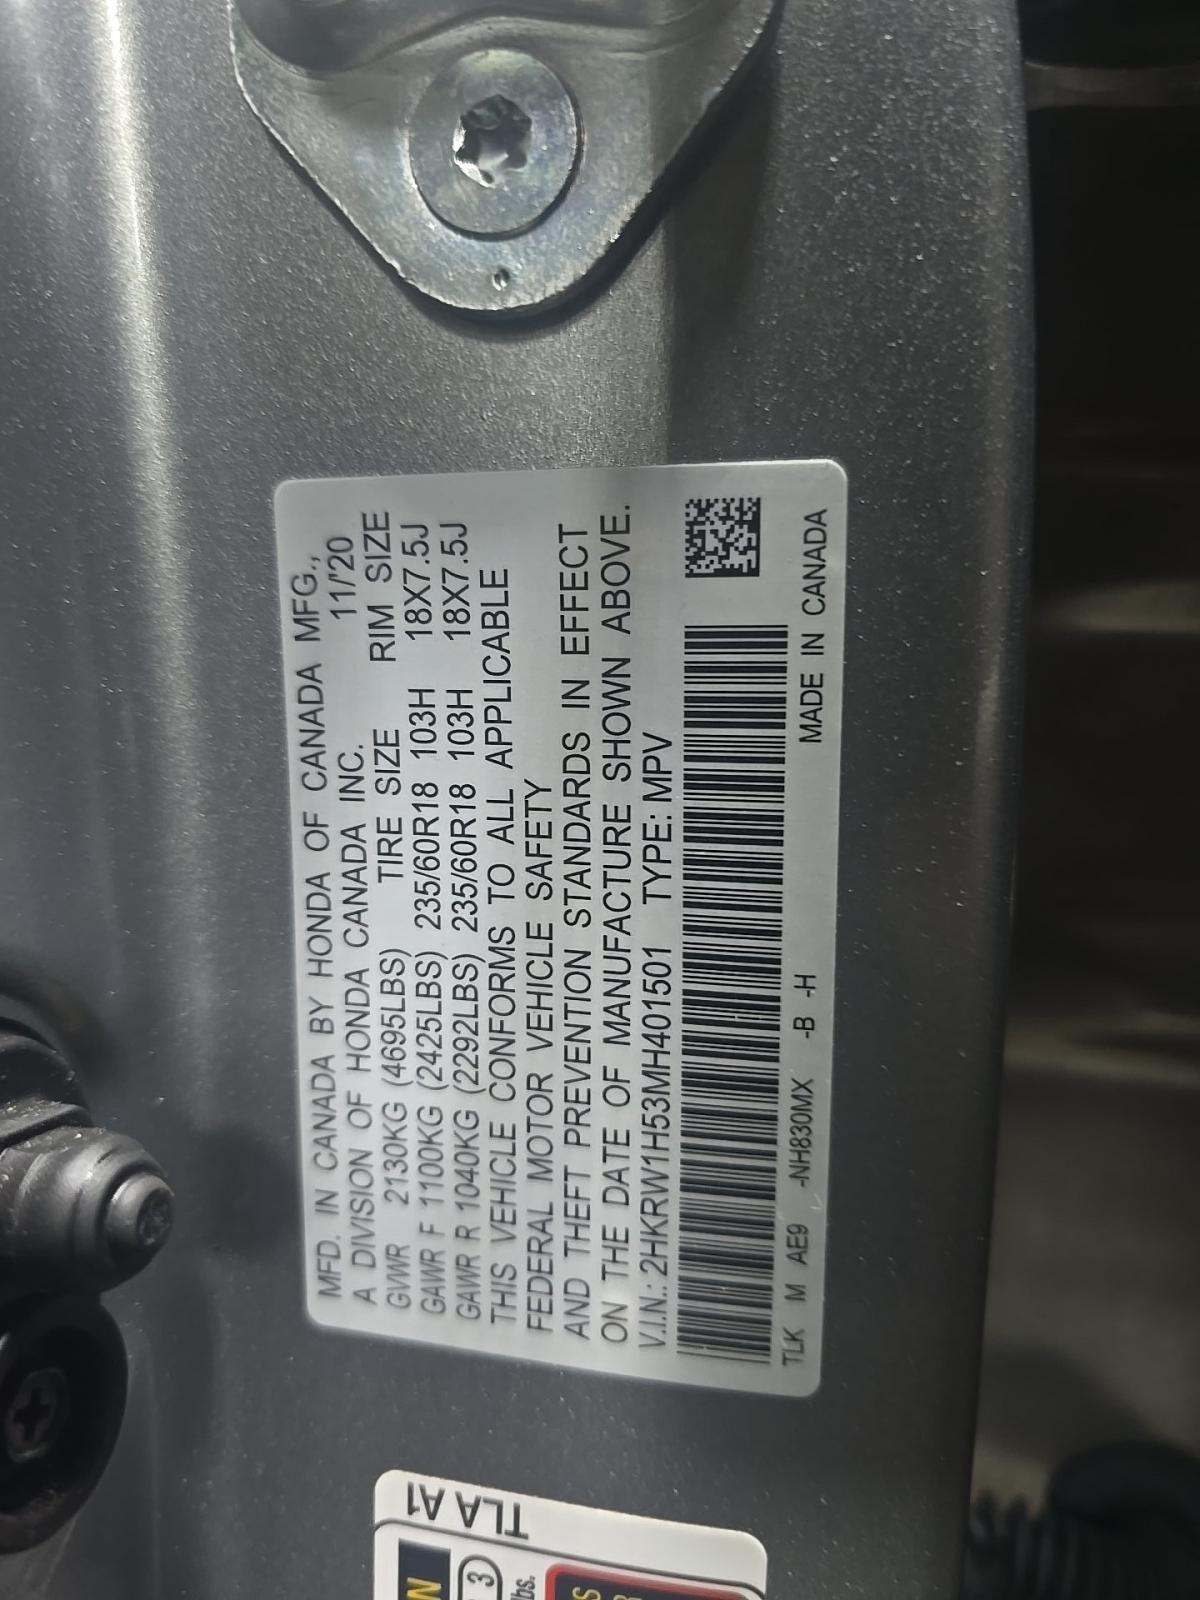 MFD. IN CANADA BY HONDA OF CANADA MFG.,
A DIVISION OF HONDA CANADA INC. 11/'20
GVWR 2130KG (4695LBS) TIRE SIZE RIM SIZE
GAWR F 1100KG (2425LBS) 235/60R18 103H 18X7.5J
GAWR R 1040KG (2292LBS) 235/60R18 103H 18X7.5J
THIS VEHICLE CONFORMS TO ALL APPLICABLE
FEDERAL MOTOR VEHICLE SAFETY
AND THEFT PREVENTION STANDARDS IN EFFECT
ON THE DATE OF MANUFACTURE SHOWN ABOVE.
V.I.N.: 2HKRW1H53MH401501 TYPE: MPV
TLK M AE9 -NH830MX -B -H MADE IN CANADA
TLA A1
N
3
lbs.
S